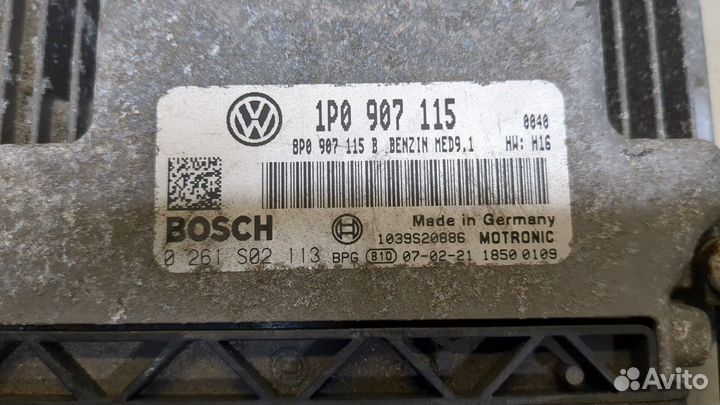 1P0 907 115 0040
8P0 907 115 B BENZIN MED9.1 HW: H16
BOSCH
Made in Germany
1039S20886 MOTRONIC
0 261 S02 113 BPG 810 07-02-21 1850 0109
Avito